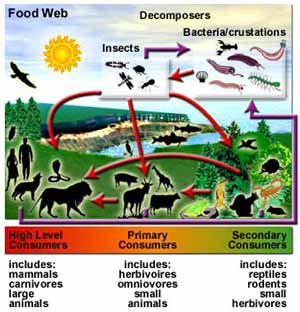 Food Web
Decomposers
Insects
Bacteria/crustations
High Level
Consumers
Primary
Consumers
Secondary
Consumers
includes:
mammals
carnivores
large
animals
includes:
herbivoires
omniovores
small
animals
includes:
reptiles
rodents
small
herbivores